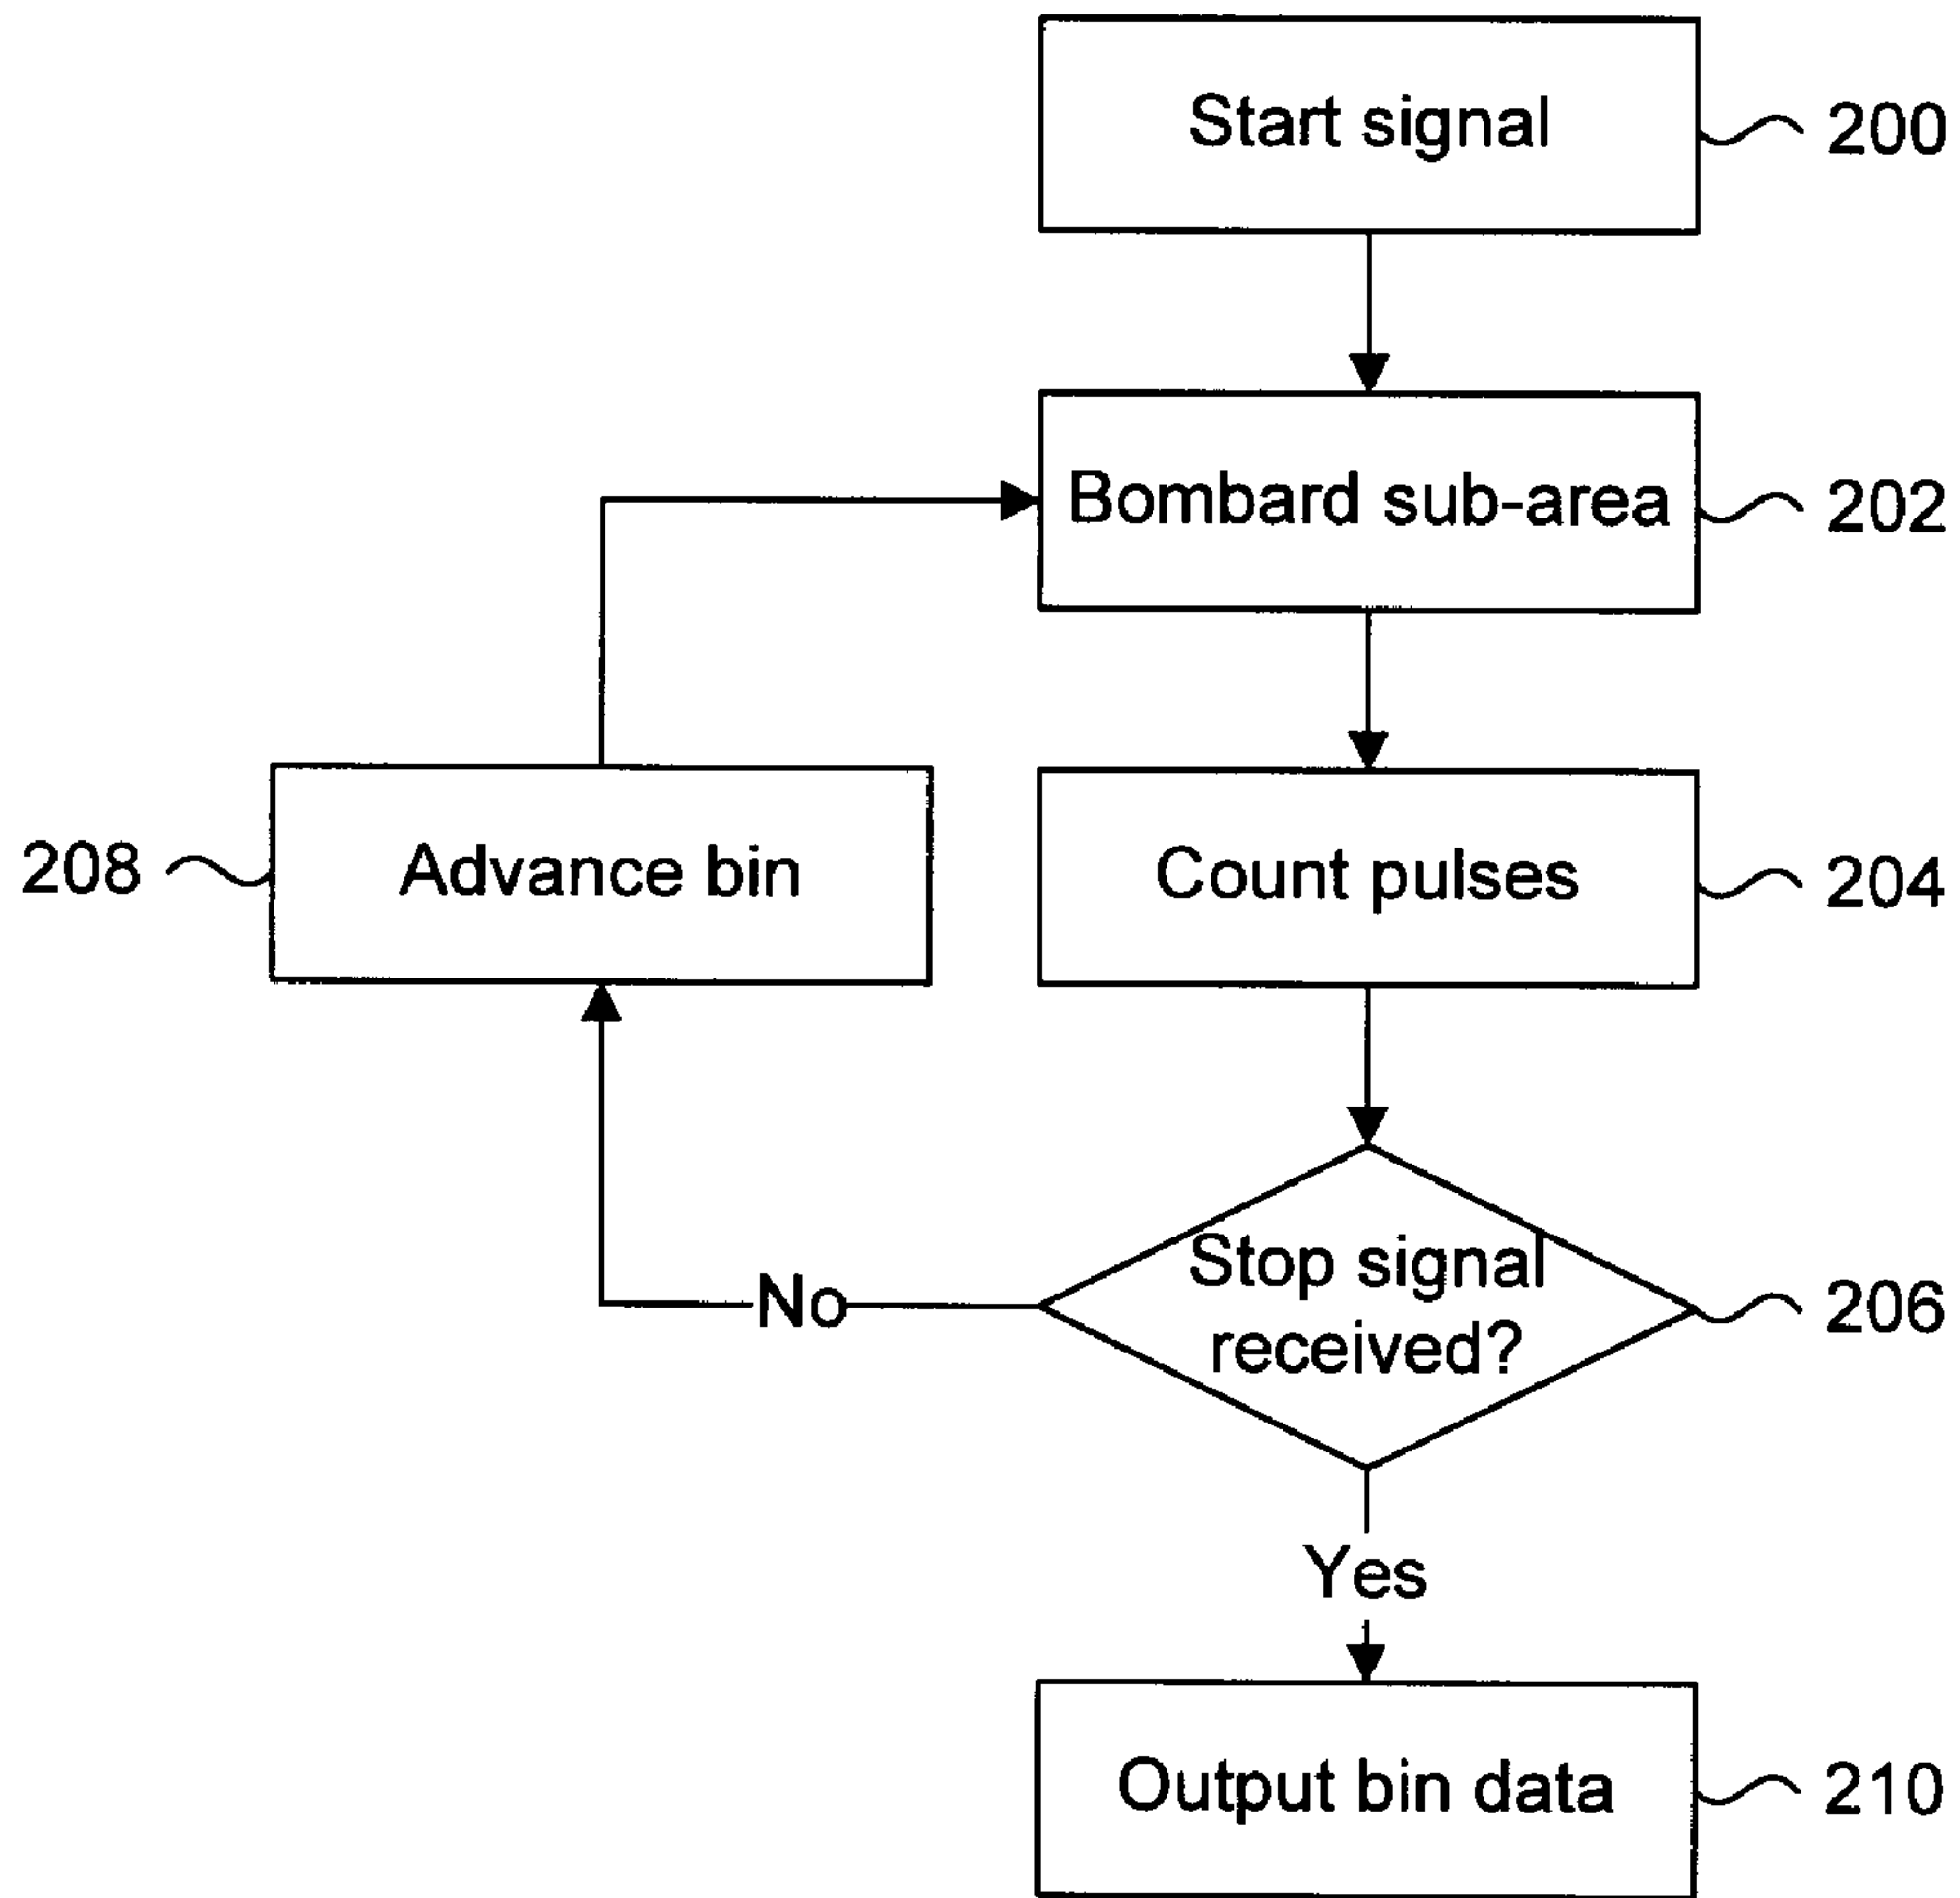 Start signal
200
Bombard sub-area
202
208
Advance bin
Count pulses
204
No
Stop signal
received?
206
Yes
Output bin data
210